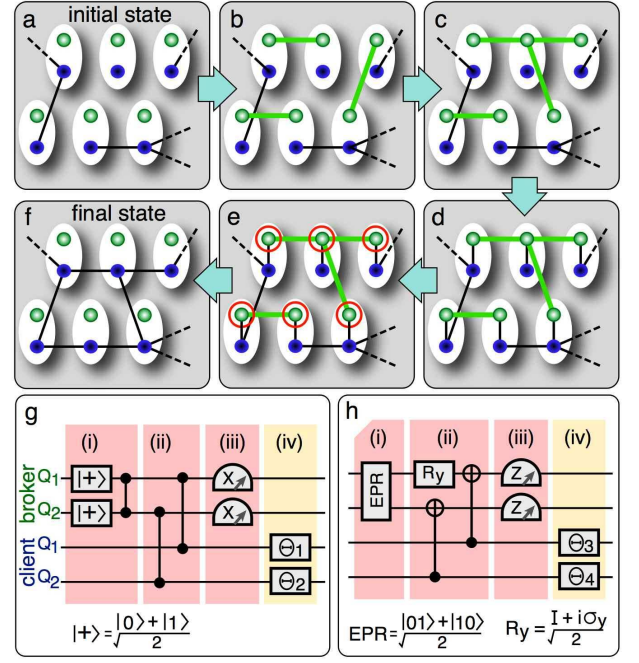 a initial state b c
f final state e d
g h
(i) (ii) (iii) (iv) (i) (ii) (iii) (iv)
broker Q1 |+> X EPR Ry Z
Q2 |+> X Z
client Q1 Θ1 Θ3
Q2 Θ2 Θ4
|+> = |0> + |1> / √2 EPR = |01> + |10> / √2 Ry = I + iσy / √2